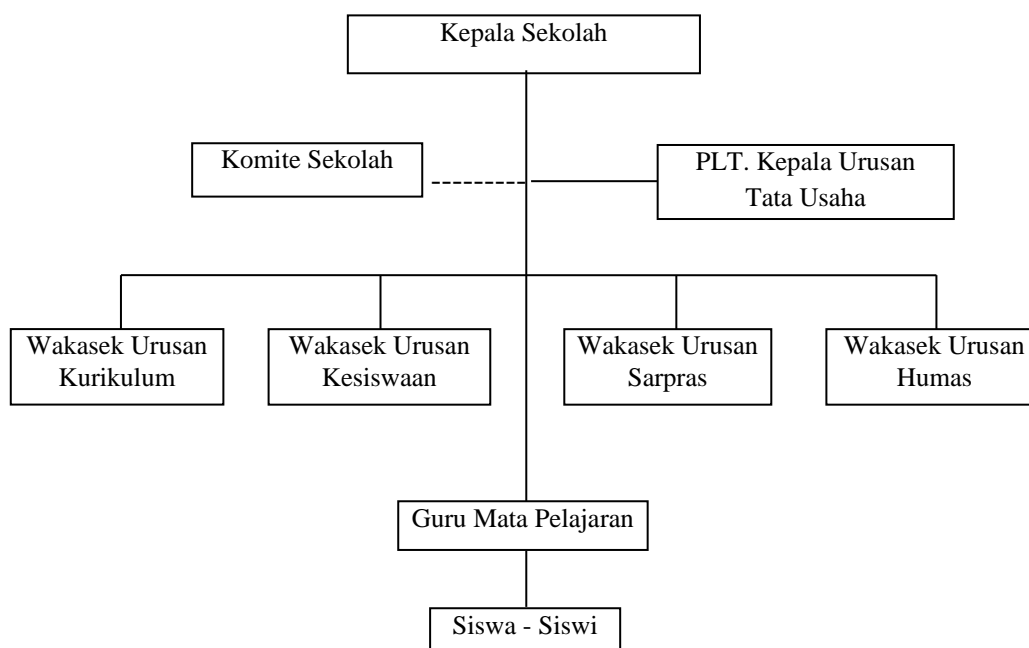 Kepala Sekolah
Komite Sekolah
PLT. Kepala Urusan
Tata Usaha
Wakasek Urusan
Kurikulum
Wakasek Urusan
Kesiswaan
Wakasek Urusan
Sarpras
Wakasek Urusan
Humas
Guru Mata Pelajaran
Siswa - Siswi